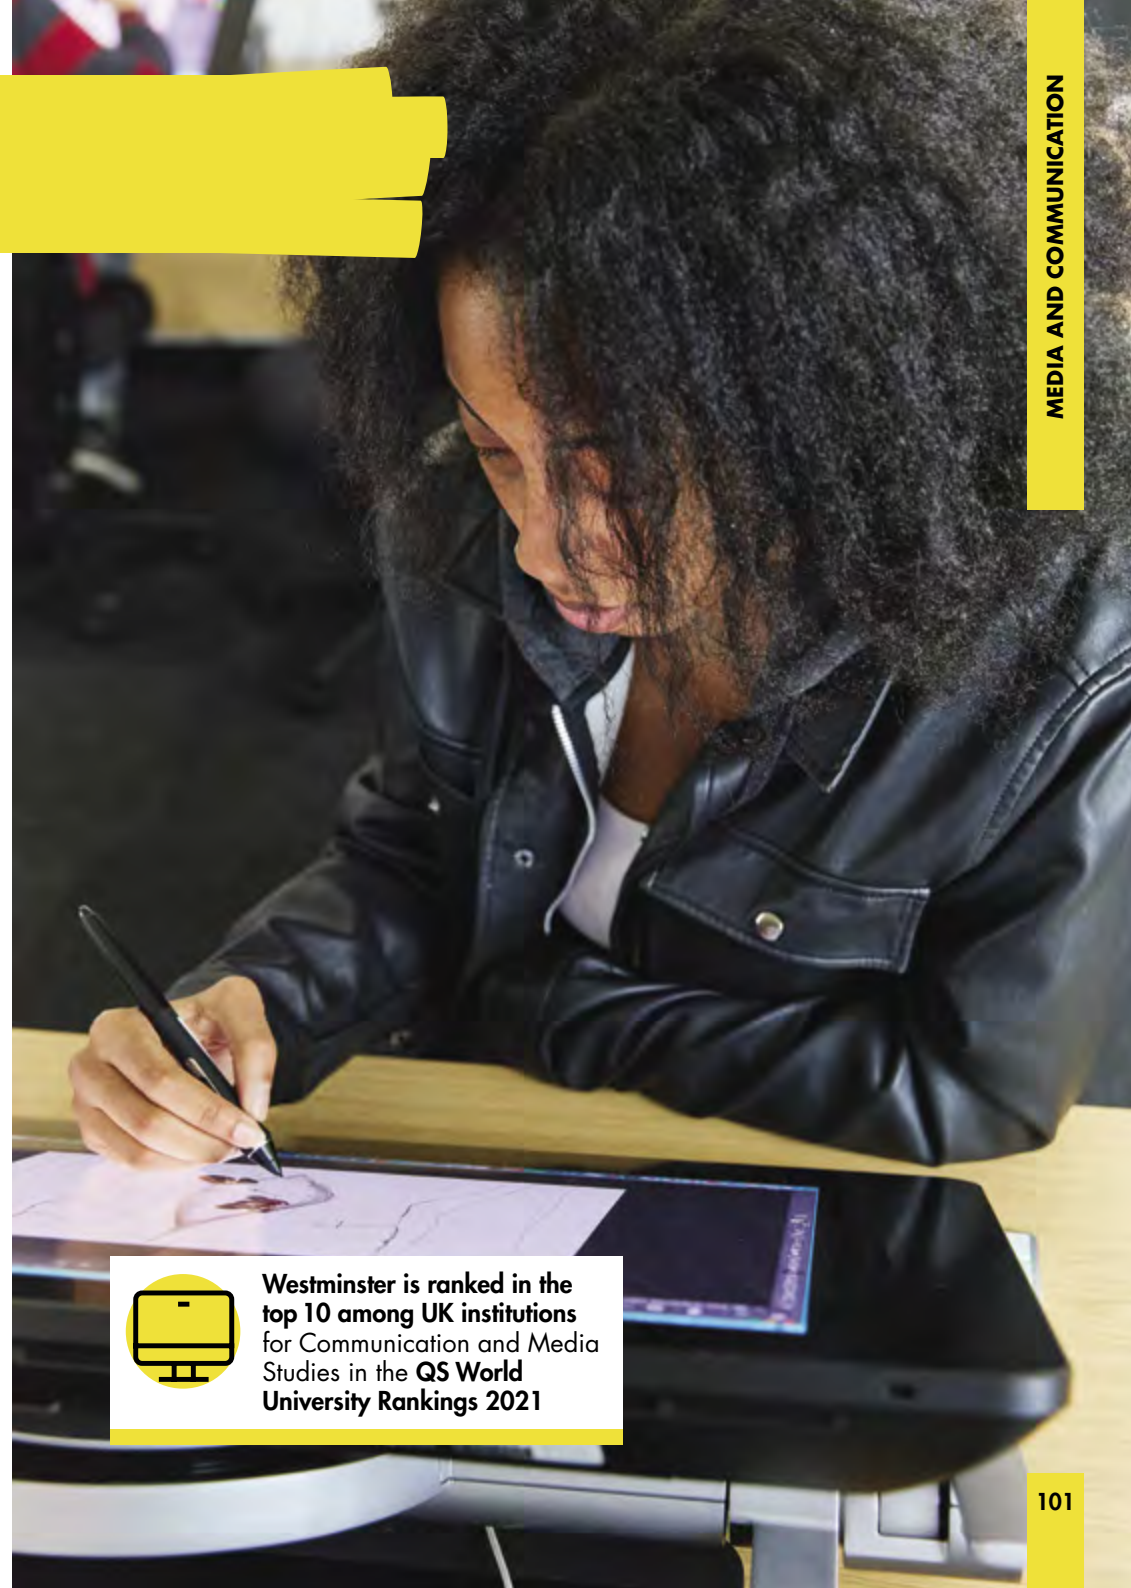 MEDIA AND COMMUNICATION
Westminster is ranked in the
top 10 among UK institutions
for Communication and Media
Studies in the QS World
University Rankings 2021
101